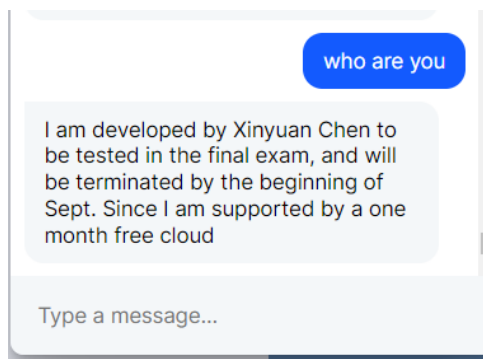 who are you
I am developed by Xinyuan Chen to
be tested in the final exam, and will
be terminated by the beginning of
Sept. Since I am supported by a one
month free cloud
Type a message...